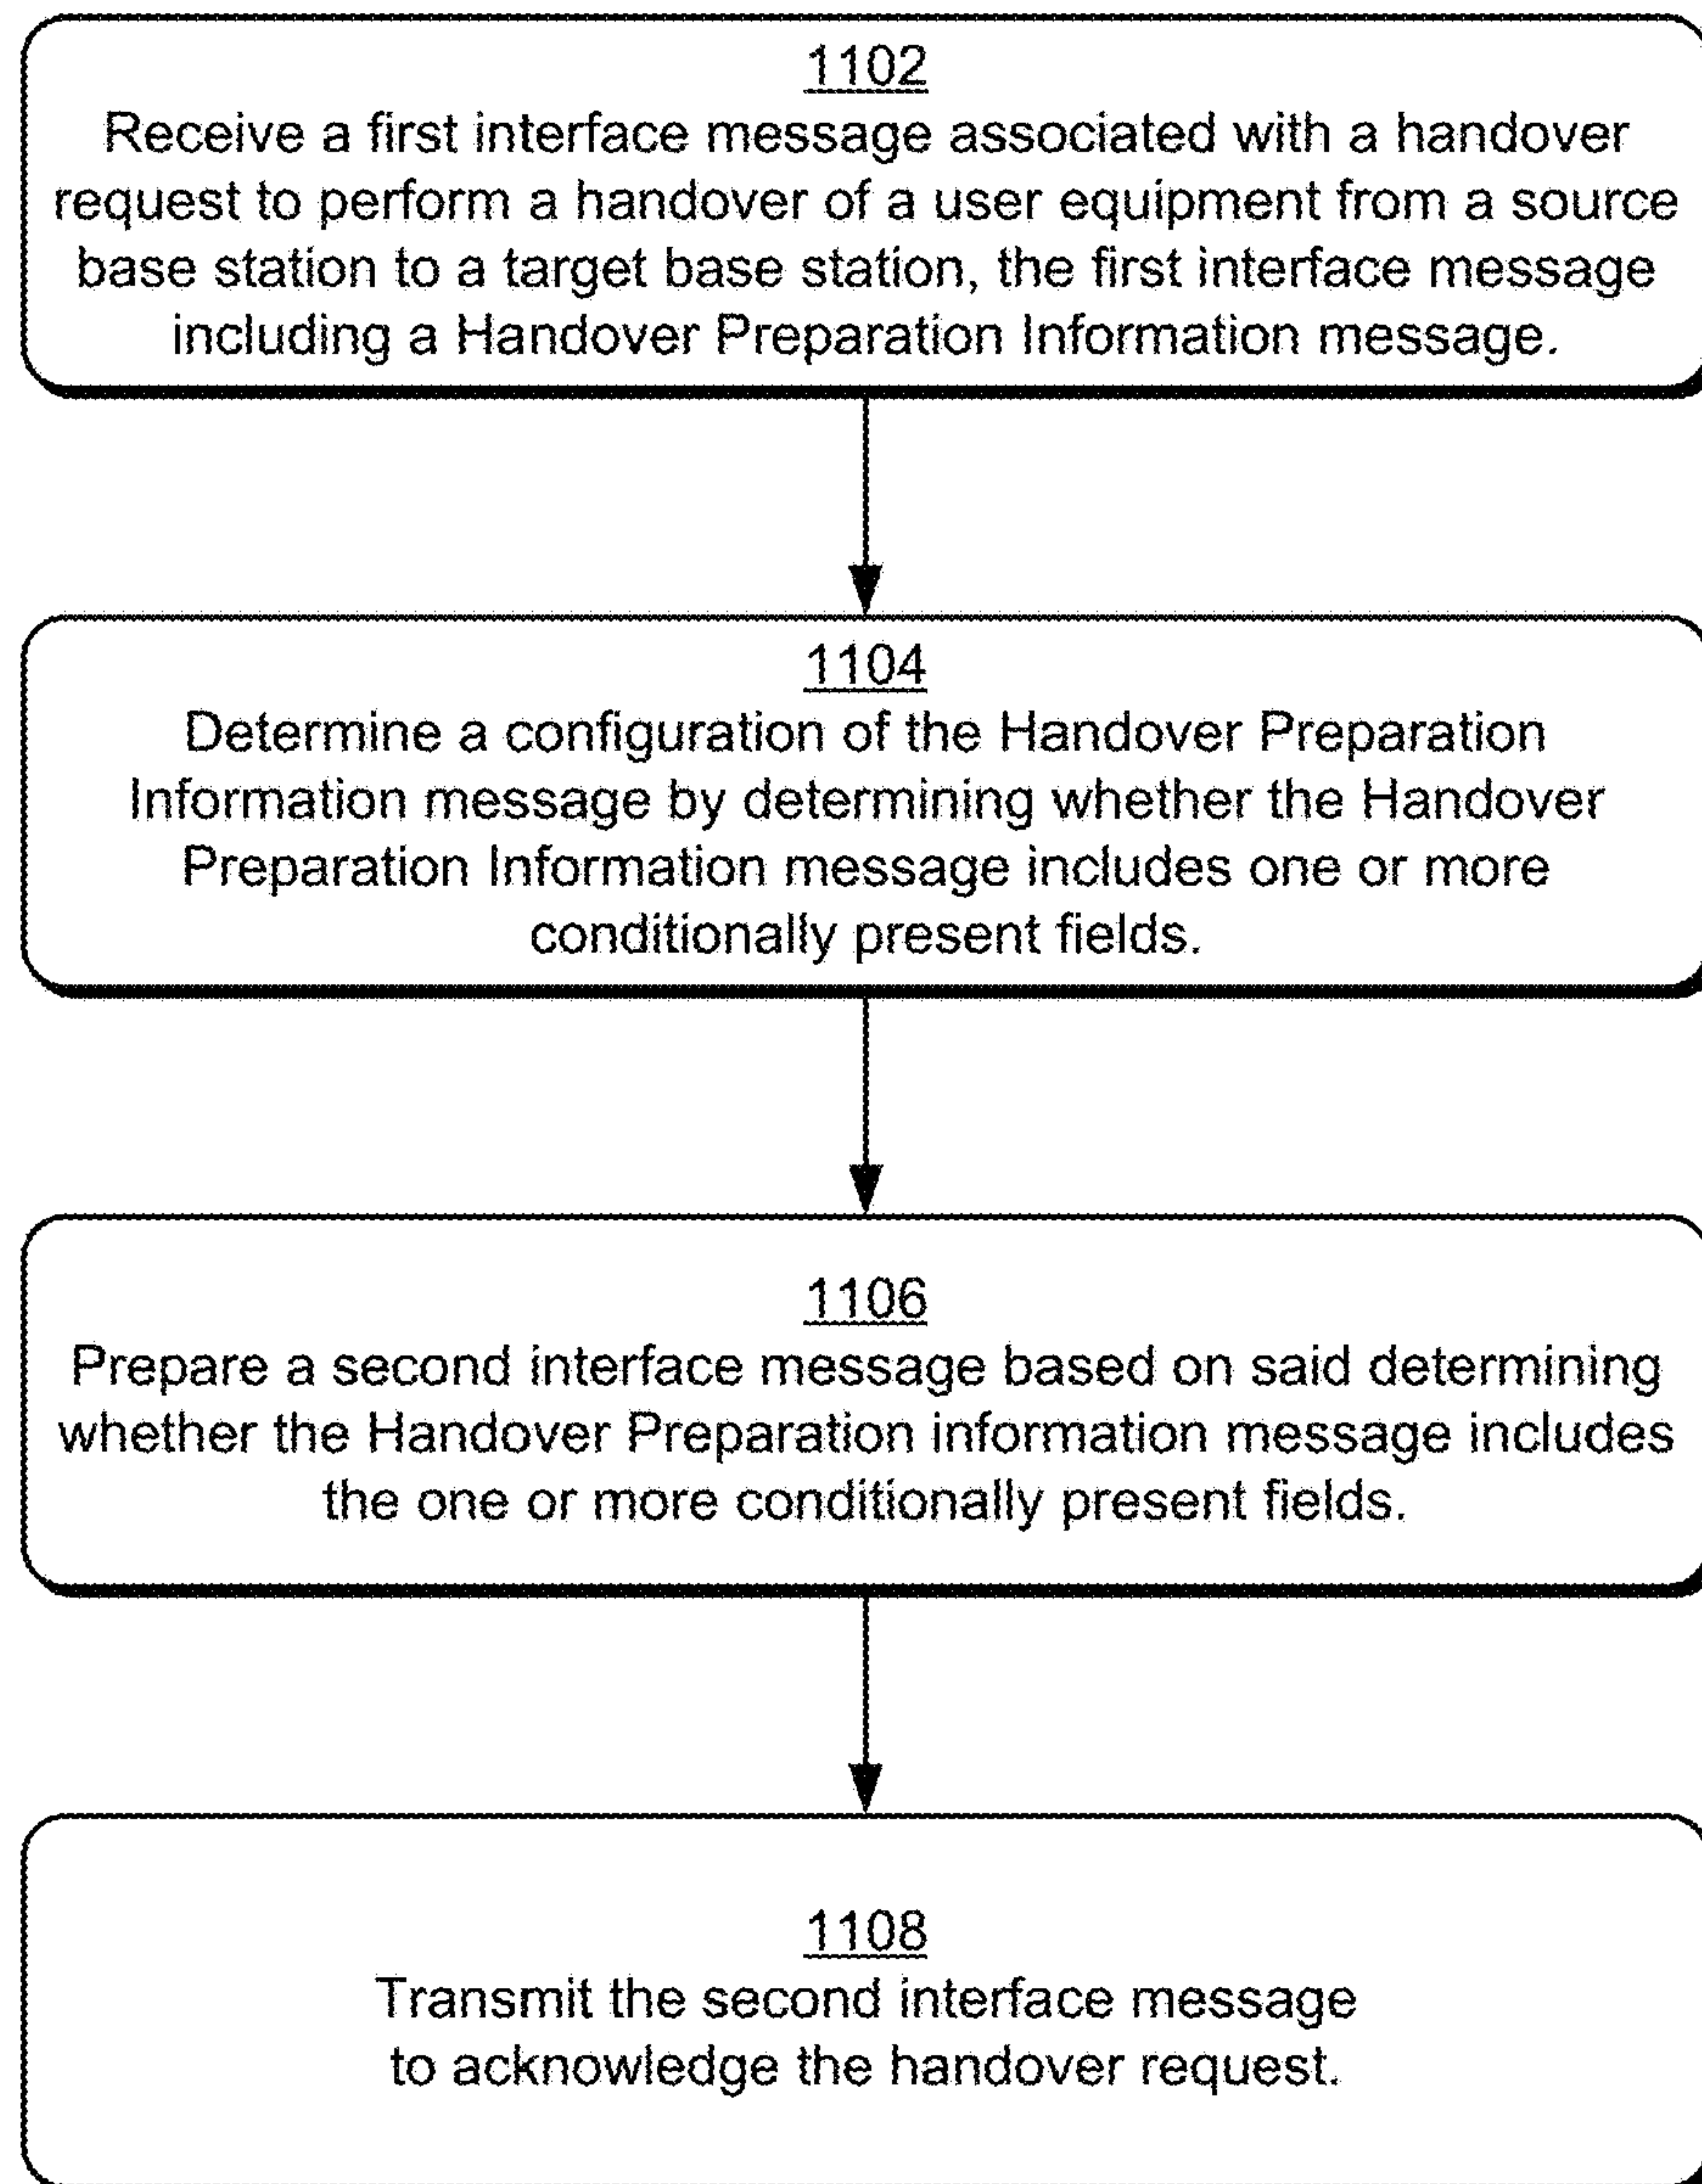 1102
Receive a first interface message associated with a handover
request to perform a handover of a user equipment from a source
base station to a target base station, the first interface message
including a Handover Preparation Information message.
1104
Determine a configuration of the Handover Preparation
Information message by determining whether the Handover
Preparation Information message includes one or more
conditionally present fields.
1106
Prepare a second interface message based on said determining
whether the Handover Preparation information message includes
the one or more conditionally present fields.
1108
Transmit the second interface message
to acknowledge the handover request.